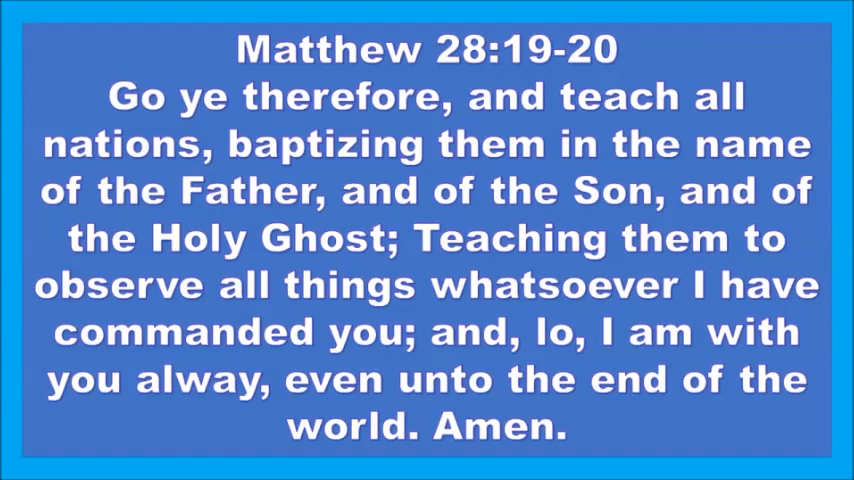 Matthew 28:19-20
Go ye therefore, and teach all
nations, baptizing them in the name
of the Father, and of the Son, and of
the Holy Ghost; Teaching them to
observe all things whatsoever I have
commanded you; and, lo, I am with
you alway, even unto the end of the
world. Amen.